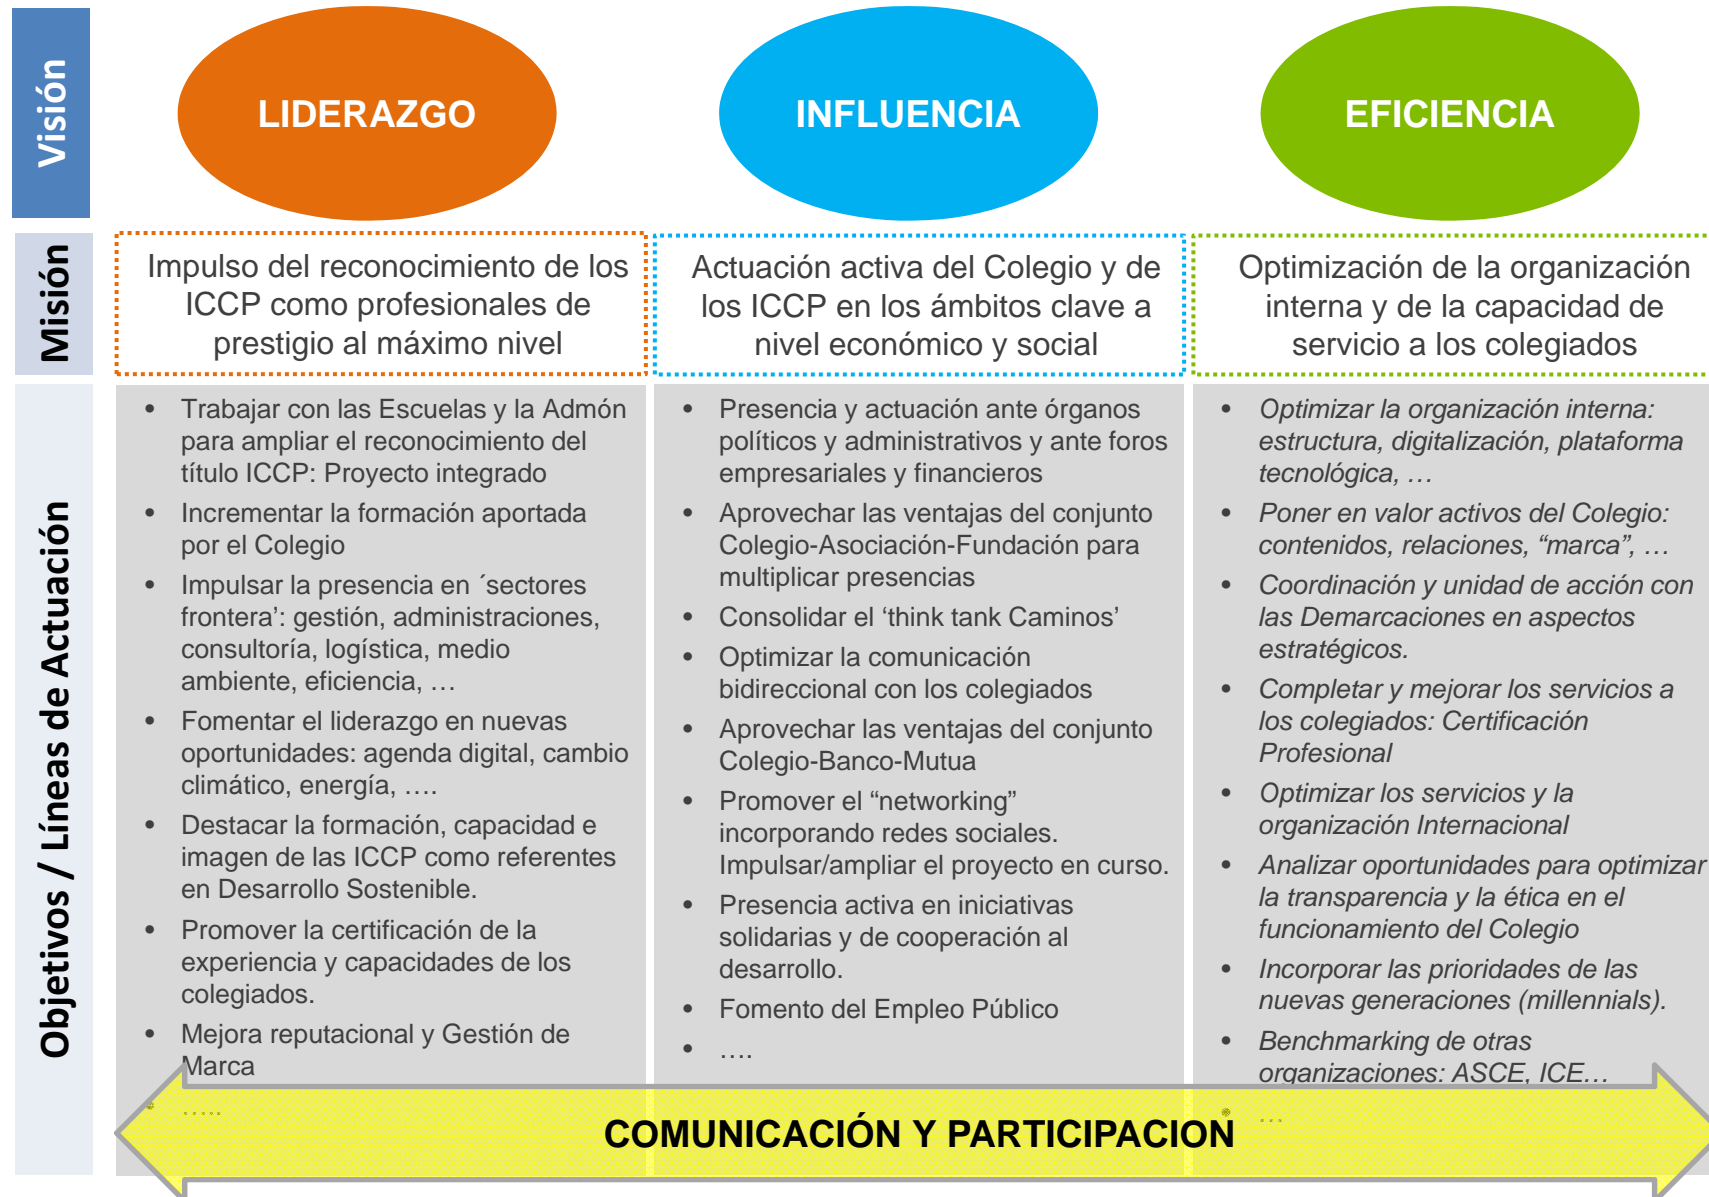 Visión
LIDERAZGO
INFLUENCIA
EFICIENCIA
Misión
Impulso del reconocimiento de los
ICCP como profesionales de
prestigio al máximo nivel
Actuación activa del Colegio y de
los ICCP en los ámbitos clave a
nivel económico y social
Optimización de la organización
interna y de la capacidad de
servicio a los colegiados
Objetivos / Líneas de Actuación
• Trabajar con las Escuelas y la Admón
para ampliar el reconocimiento del
título ICCP: Proyecto integrado
• Incrementar la formación aportada
por el Colegio
• Impulsar la presencia en ´sectores
frontera’: gestión, administraciones,
consultoría, logística, medio
ambiente, eficiencia, …
• Fomentar el liderazgo en nuevas
oportunidades: agenda digital, cambio
climático, energía, ….
• Destacar la formación, capacidad e
imagen de las ICCP como referentes
en Desarrollo Sostenible.
• Promover la certificación de la
experiencia y capacidades de los
colegiados.
• Mejora reputacional y Gestión de
Marca
• …..
• Presencia y actuación ante órganos
políticos y administrativos y ante foros
empresariales y financieros
• Aprovechar las ventajas del conjunto
Colegio-Asociación-Fundación para
multiplicar presencias
• Consolidar el ‘think tank Caminos’
• Optimizar la comunicación
bidireccional con los colegiados
• Aprovechar las ventajas del conjunto
Colegio-Banco-Mutua
• Promover el “networking”
incorporando redes sociales.
Impulsar/ampliar el proyecto en curso.
• Presencia activa en iniciativas
solidarias y de cooperación al
desarrollo.
• Fomento del Empleo Público
• ….
• Optimizar la organización interna:
estructura, digitalización, plataforma
tecnológica, …
• Poner en valor activos del Colegio:
contenidos, relaciones, “marca”, …
• Coordinación y unidad de acción con
las Demarcaciones en aspectos
estratégicos.
• Completar y mejorar los servicios a
los colegiados: Certificación
Profesional
• Optimizar los servicios y la
organización Internacional
• Analizar oportunidades para optimizar
la transparencia y la ética en el
funcionamiento del Colegio
• Incorporar las prioridades de las
nuevas generaciones (millennials).
• Benchmarking de otras
organizaciones: ASCE, ICE…
• …
COMUNICACIÓN Y PARTICIPACION